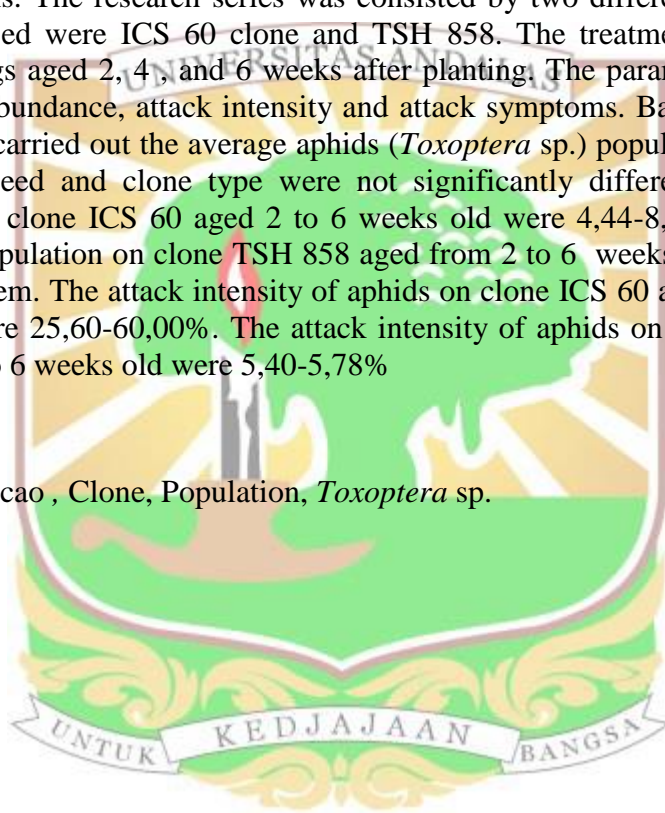 s. The research series was consisted by two differe
ed were ICS 60 clone and TSH 858. The treatme
gs aged 2, 4 , and 6 weeks after planting. The paran
UNIVERSITAS ANDALAS
bundance, attack intensity and attack symptoms. Ba
carried out the average aphids (Toxoptera sp.) popul
eed and clone type were not significantly differe
clone ICS 60 aged 2 to 6 weeks old were 4,44-8,
pulation on clone TSH 858 aged from 2 to 6 weeks
em. The attack intensity of aphids on clone ICS 60 a
re 25,60-60,00%. The attack intensity of aphids on
o 6 weeks old were 5,40-5,78%
cao , Clone, Population, Toxoptera sp.
UNTUK KEDJAJAAN BANGSA